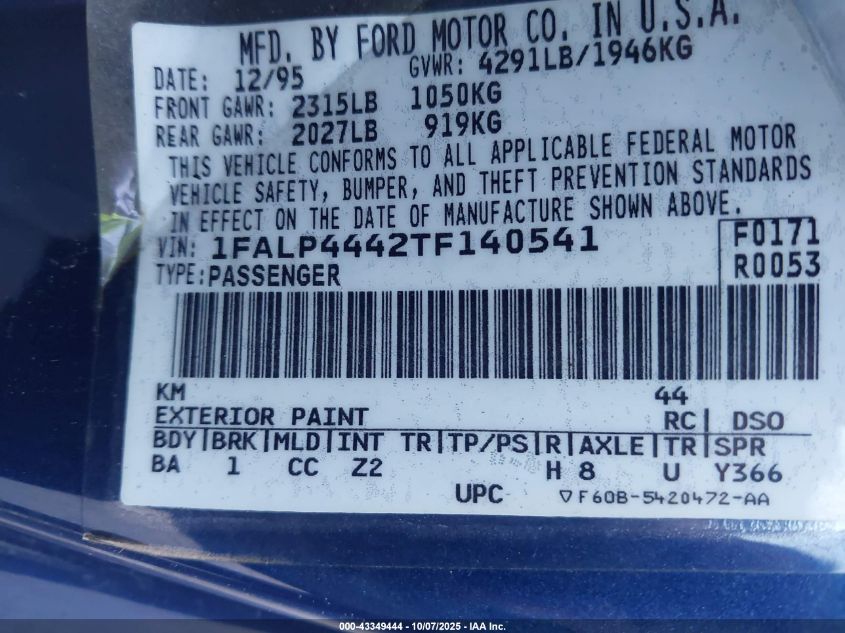 MFD. BY FORD MOTOR CO. IN U.S.A.
DATE: 12/95 GVWR: 4291LB/1946KG
FRONT GAWR: 2315LB 1050KG
REAR GAWR: 2027LB 919KG
THIS VEHICLE CONFORMS TO ALL APPLICABLE FEDERAL MOTOR
VEHICLE SAFETY, BUMPER, AND THEFT PREVENTION STANDARDS
IN EFFECT ON THE DATE OF MANUFACTURE SHOWN ABOVE.
VIN: 1FALP4442TF140541 F0171
TYPE: PASSENGER R0053
KM 44
EXTERIOR PAINT RC| DSO
BDY|BRK|MLD|INT TR|TP/PS|R|AXLE|TR|SPR
BA 1 CC Z2 H 8 U Y366
UPC ▽F60B-5420472-AA
000-43349444 - 10/07/2025 - IAA Inc.